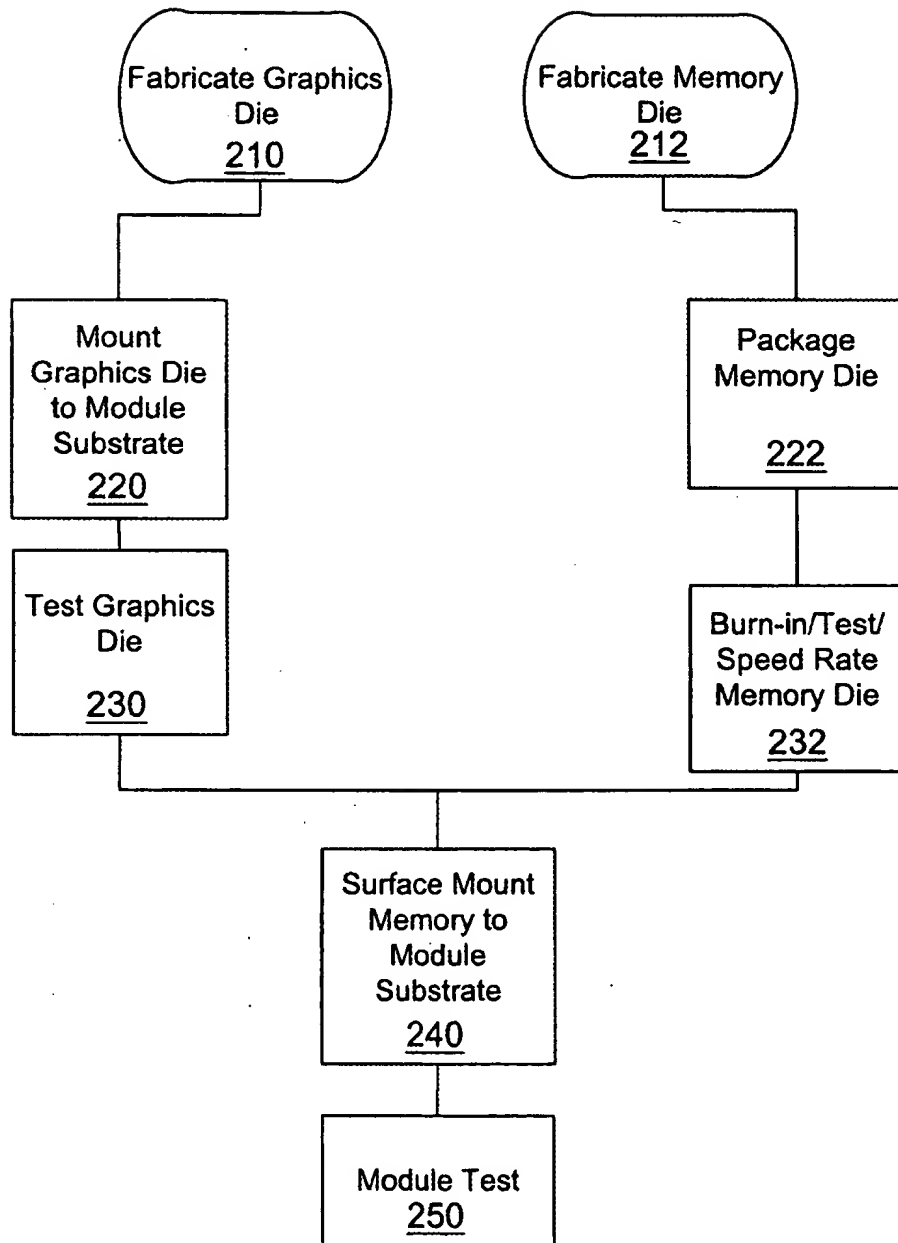 Fabricate Graphics
Die
210
Fabricate Memory
Die
212
Mount
Graphics Die
to Module
Substrate
220
Package
Memory Die
222
Test Graphics
Die
230
Burn-in/Test/
Speed Rate
Memory Die
232
Surface Mount
Memory to
Module
Substrate
240
Module Test
250